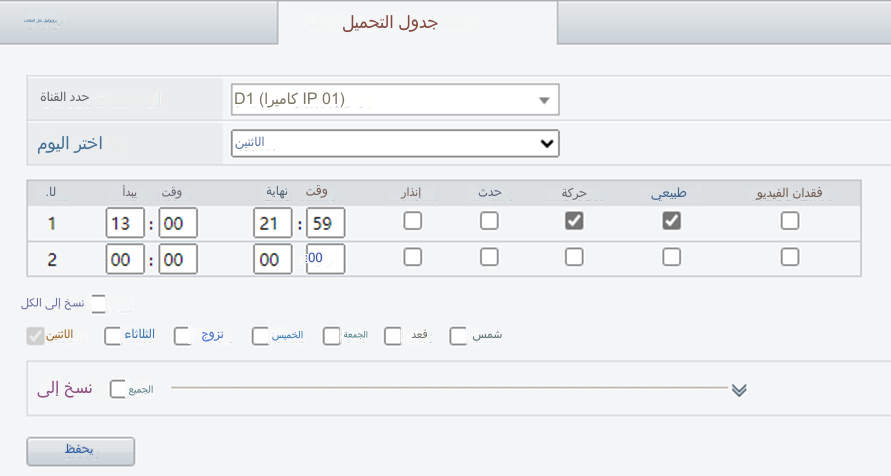 جدول التحميل
حدد القناة
D1 (كاميرا IP 01)
اختر اليوم
الاثنين
لا. يبدأ وقت نهاية وقت إنذار حدث حركة طبيعي فقدان الفيديو
1 13 : 00 21 : 59
2 00 : 00 00 :00
نسخ إلى الكل
الاثنين الثلاثاء تزوج الخميس الجمعة قعد شمس
نسخ إلى الجميع
يحفظ